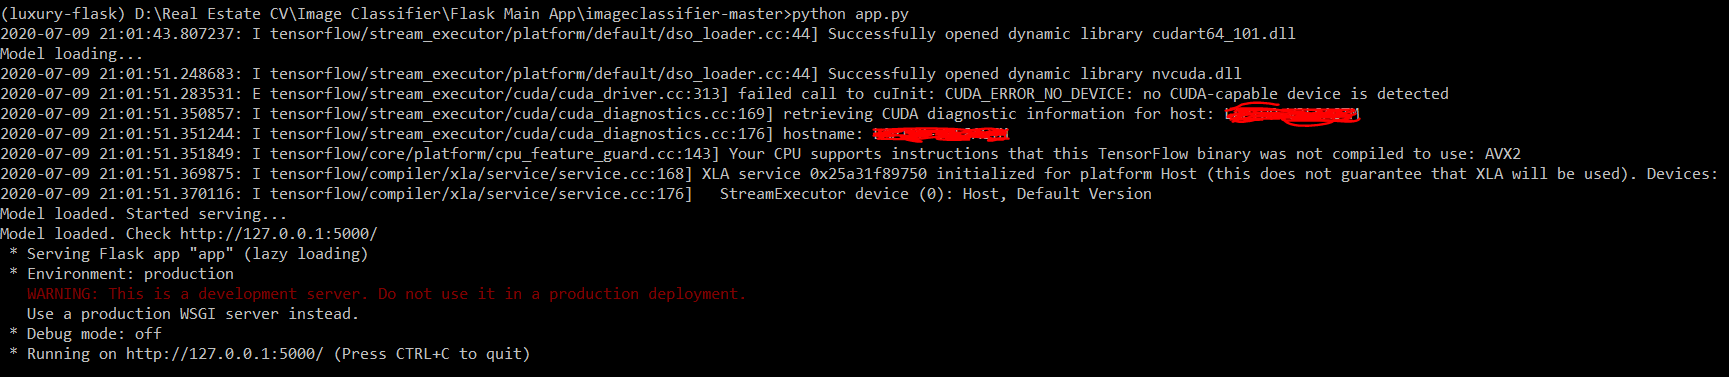 (luxury-flask) D:\Real Estate CV\Image Classifier\Flask Main App\imageclassifier-master>python app.py
2020-07-09 21:01:43.807237: I tensorflow/stream_executor/platform/default/dso_loader.cc:44] Successfully opened dynamic library cudart64_101.dll
Model loading...
2020-07-09 21:01:51.248683: I tensorflow/stream_executor/platform/default/dso_loader.cc:44] Successfully opened dynamic library nvcuda.dll
2020-07-09 21:01:51.283531: E tensorflow/stream_executor/cuda/cuda_driver.cc:313] failed call to cuInit: CUDA_ERROR_NO_DEVICE: no CUDA-capable device is detected
2020-07-09 21:01:51.350857: I tensorflow/stream_executor/cuda/cuda_diagnostics.cc:169] retrieving CUDA diagnostic information for host:
2020-07-09 21:01:51.351244: I tensorflow/stream_executor/cuda/cuda_diagnostics.cc:176] hostname:
2020-07-09 21:01:51.351849: I tensorflow/core/platform/cpu_feature_guard.cc:143] Your CPU supports instructions that this TensorFlow binary was not compiled to use: AVX2
2020-07-09 21:01:51.369875: I tensorflow/compiler/xla/service/service.cc:168] XLA service 0x25a31f89750 initialized for platform Host (this does not guarantee that XLA will be used). Devices:
2020-07-09 21:01:51.370116: I tensorflow/compiler/xla/service/service.cc:176]   StreamExecutor device (0): Host, Default Version
Model loaded. Started serving...
Model loaded. Check http://127.0.0.1:5000/
 * Serving Flask app "app" (lazy loading)
 * Environment: production
   WARNING: This is a development server. Do not use it in a production deployment.
   Use a production WSGI server instead.
 * Debug mode: off
 * Running on http://127.0.0.1:5000/ (Press CTRL+C to quit)